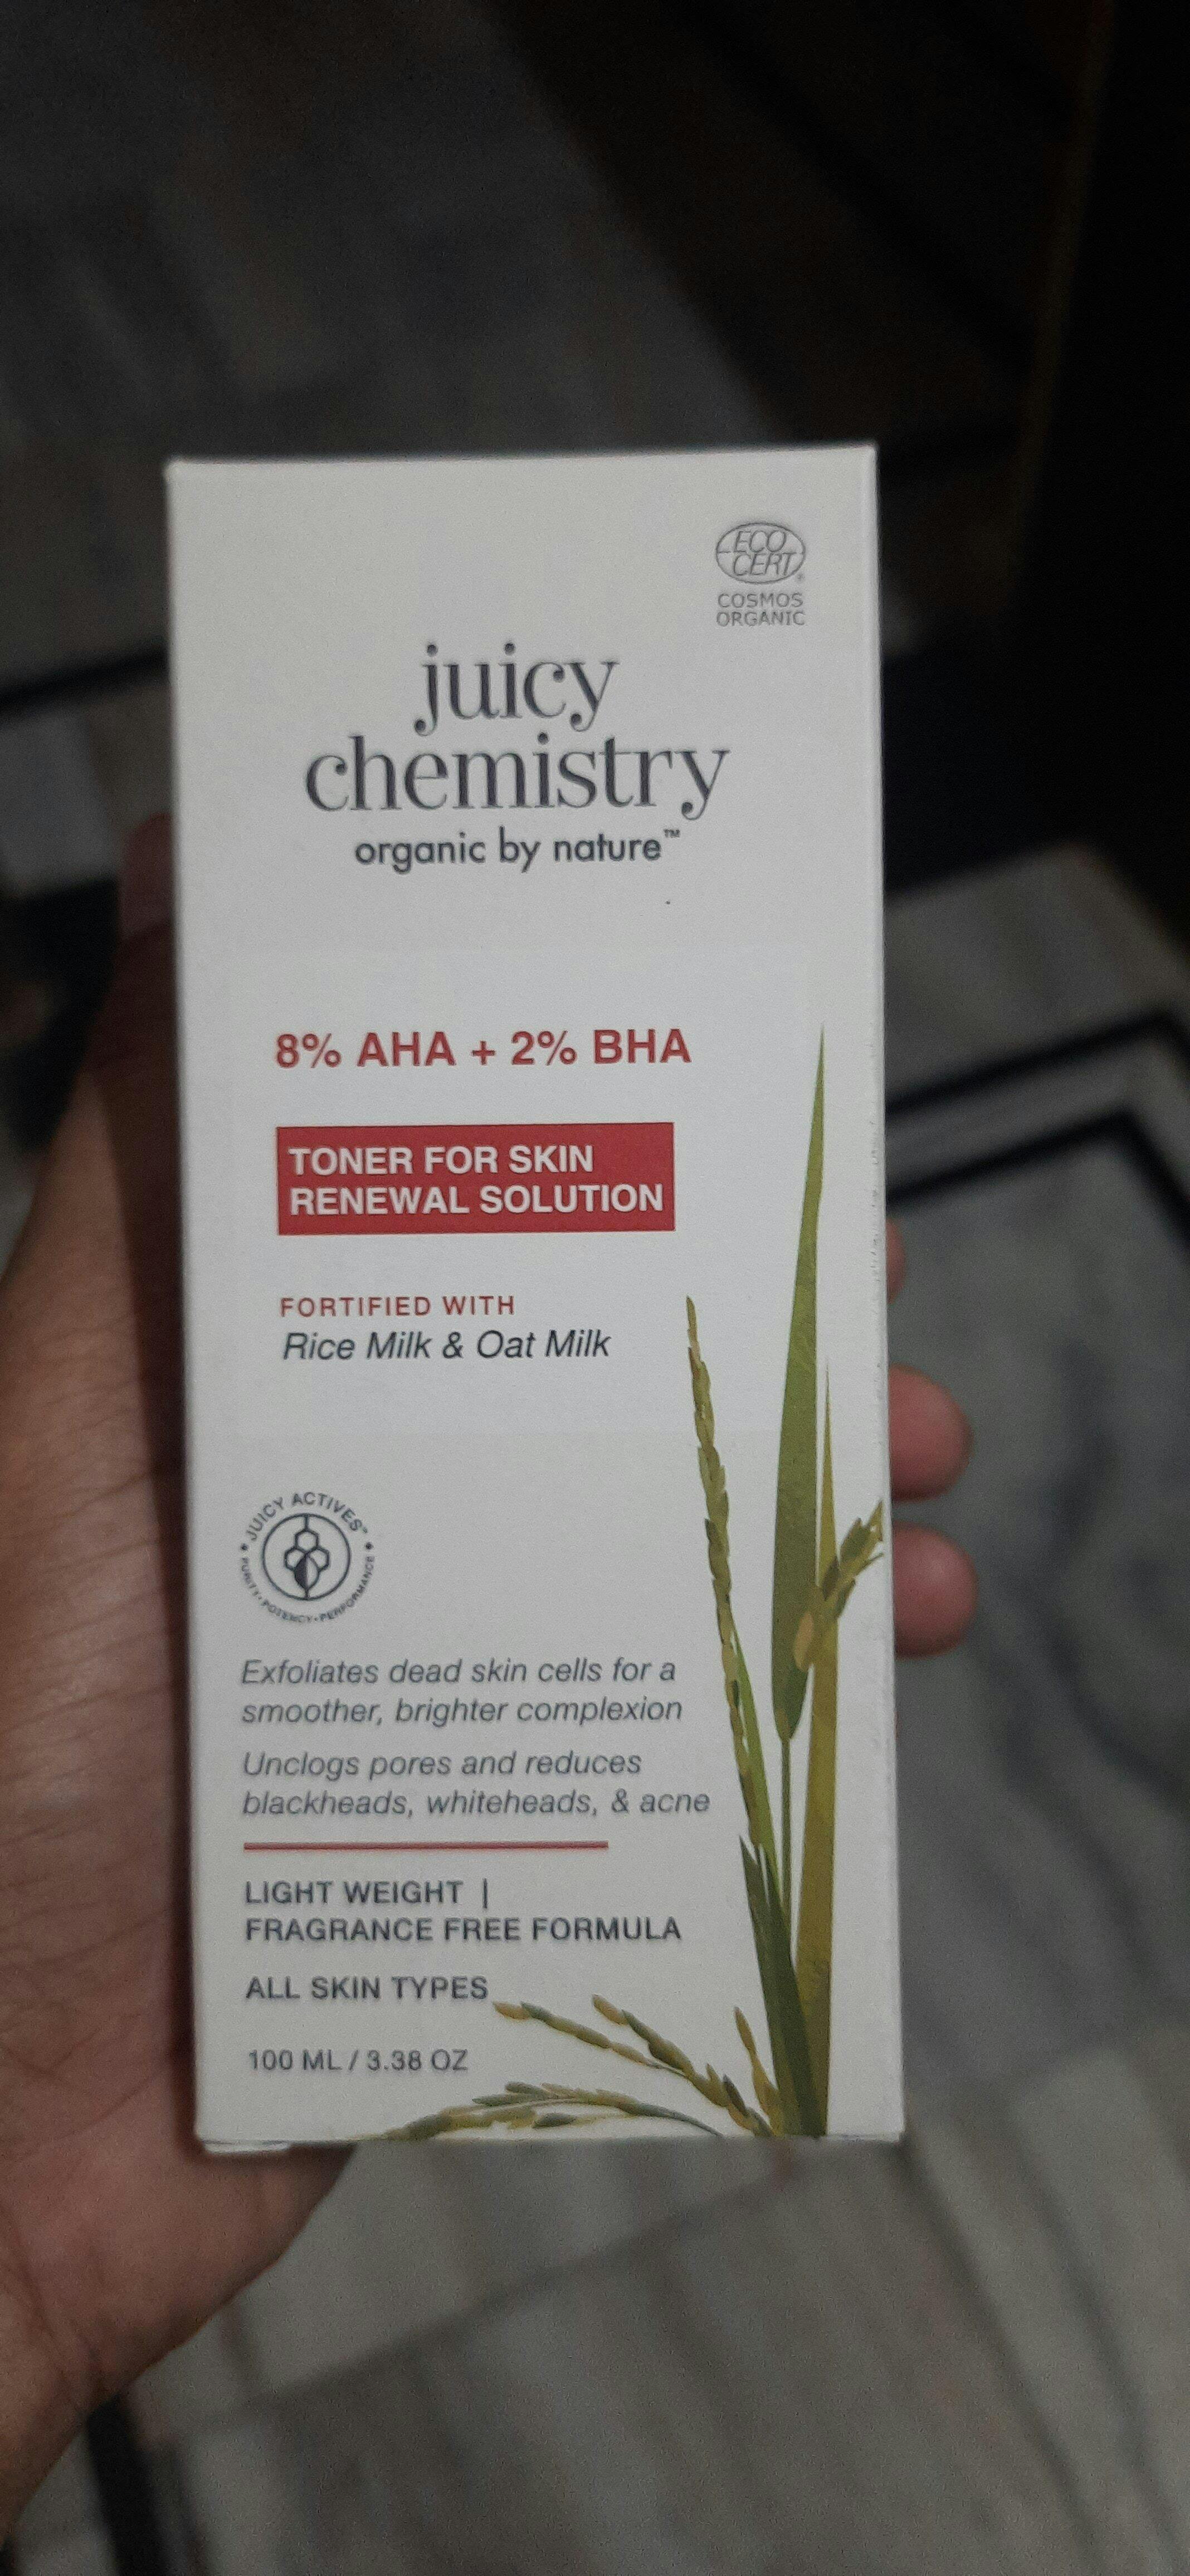 ECO
CERT
®
COSMOS
ORGANIC
juicy
chemistry
organic by nature™
8% AHA + 2% BHA
TONER FOR SKIN
RENEWAL SOLUTION
FORTIFIED WITH
Rice Milk & Oat Milk
JUICY ACTIVES™
PURITY • POTENCY • PERFORMANCE
Exfoliates dead skin cells for a
smoother, brighter complexion
Unclogs pores and reduces
blackheads, whiteheads, & acne
LIGHT WEIGHT |
FRAGRANCE FREE FORMULA
ALL SKIN TYPES
100 ML / 3.38 OZ